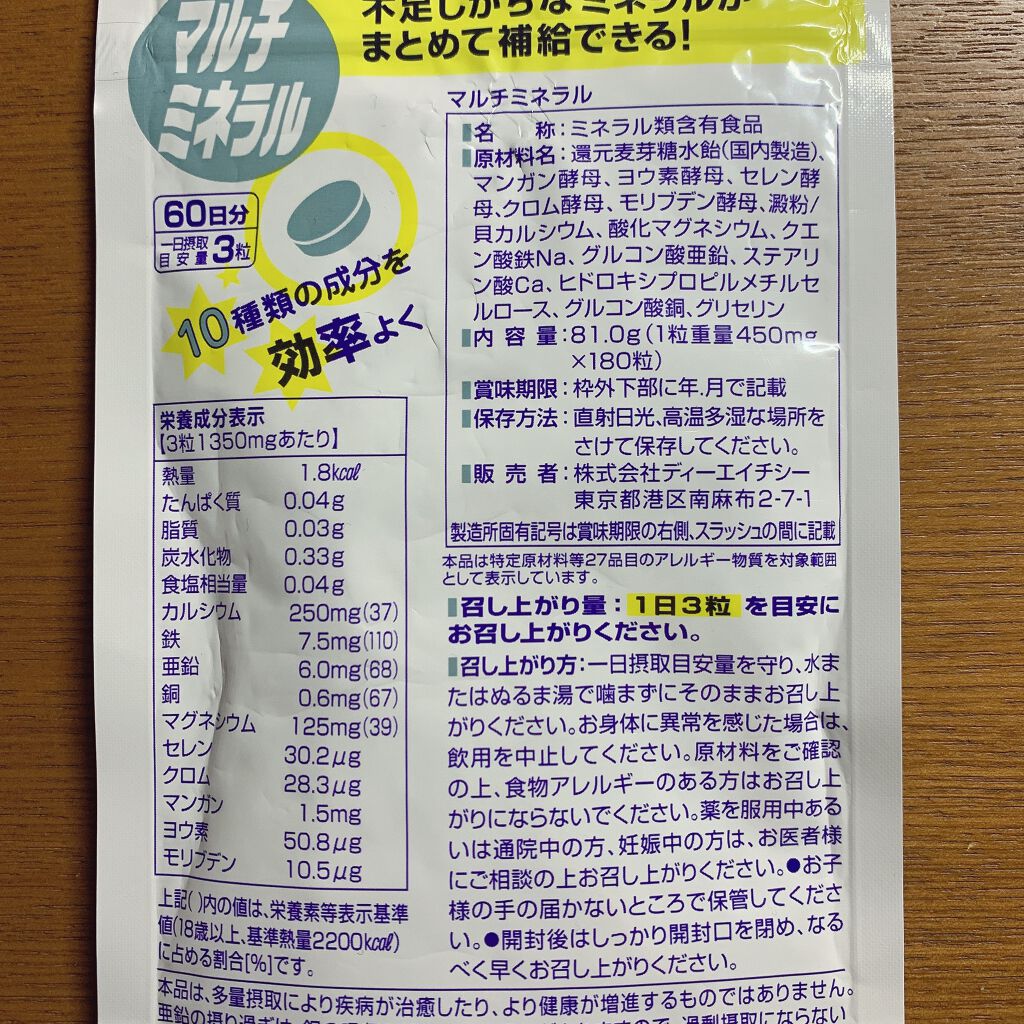 不足しがちなミネラルが
まとめて補給できる!
マルチ
ミネラル
60日分
一日摂取
目安量 3粒
10種類の成分を
効率よく
栄養成分表示
【3粒1350mgあたり】
熱量 1.8kcal
たんぱく質 0.04g
脂質 0.03g
炭水化物 0.33g
食塩相当量 0.04g
カルシウム 250mg(37)
鉄 7.5mg(110)
亜鉛 6.0mg(68)
銅 0.6mg(67)
マグネシウム 125mg(39)
セレン 30.2μg
クロム 28.3μg
マンガン 1.5mg
ヨウ素 50.8μg
モリブデン 10.5μg
上記( )内の値は、栄養素等表示基準
値(18歳以上、基準熱量2200kcal)
に占める割合[%]です。
マルチミネラル
名称:ミネラル類含有食品
原材料名:還元麦芽糖水飴(国内製造)、
マンガン酵母、ヨウ素酵母、セレン酵
母、クロム酵母、モリブデン酵母、澱粉/
貝カルシウム、酸化マグネシウム、クエ
ン酸鉄Na、グルコン酸亜鉛、ステアリ
ン酸Ca、ヒドロキシプロピルメチルセ
ルロース、グルコン酸銅、グリセリン
内容量:81.0g(1粒重量450mg
×180粒)
賞味期限:枠外下部に年.月で記載
保存方法:直射日光、高温多湿な場所を
さけて保存してください。
販売者:株式会社ディーエイチシー
東京都港区南麻布2-7-1
製造所固有記号は賞味期限の右側、スラッシュの間に記載
本品は特定原材料等27品目のアレルギー物質を対象範囲
として表示しています。
召し上がり量:1日3粒を目安に
お召し上がりください。
召し上がり方:一日摂取目安量を守り、水ま
たはぬるま湯で噛まずにそのままお召し上
がりください。お身体に異常を感じた場合は、
飲用を中止してください。原材料をご確認
の上、食物アレルギーのある方はお召し上
がりにならないでください。薬を服用中ある
いは通院中の方、妊娠中の方は、お医者様
にご相談の上お召し上がりください。●お子
様の手の届かないところで保管してくださ
い。●開封後はしっかり開封口を閉め、なる
べく早くお召し上がりください。
本品は、多量摂取により疾病が治癒したり、より健康が増進するものではありません。
亜鉛の摂り過ぎは、銅の 過剰摂取にならない